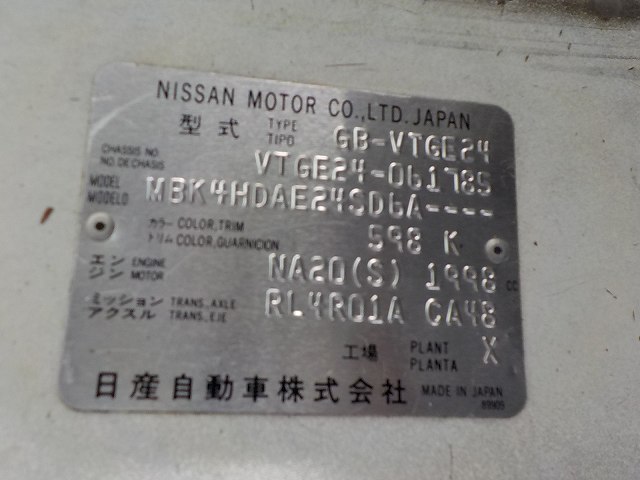 NISSAN MOTOR CO.,LTD. JAPAN
型式 TYPE TIPO GB-VTGE24
CHASSIS NO. NO. DE CHASIS VTGE24-061785
MODEL MODELO MBK4HDAE24SD6A----
カラー トリム COLOR, TRIM COLOR, GUARNICION 598 K
エンジン ENGINE MOTOR NA20(S) 1998 CC
ミッション アクスル TRANS., AXLE TRANS., EJE RL4R01A CA48
工場 PLANT PLANTA X
日産自動車株式会社 MADE IN JAPAN
89909